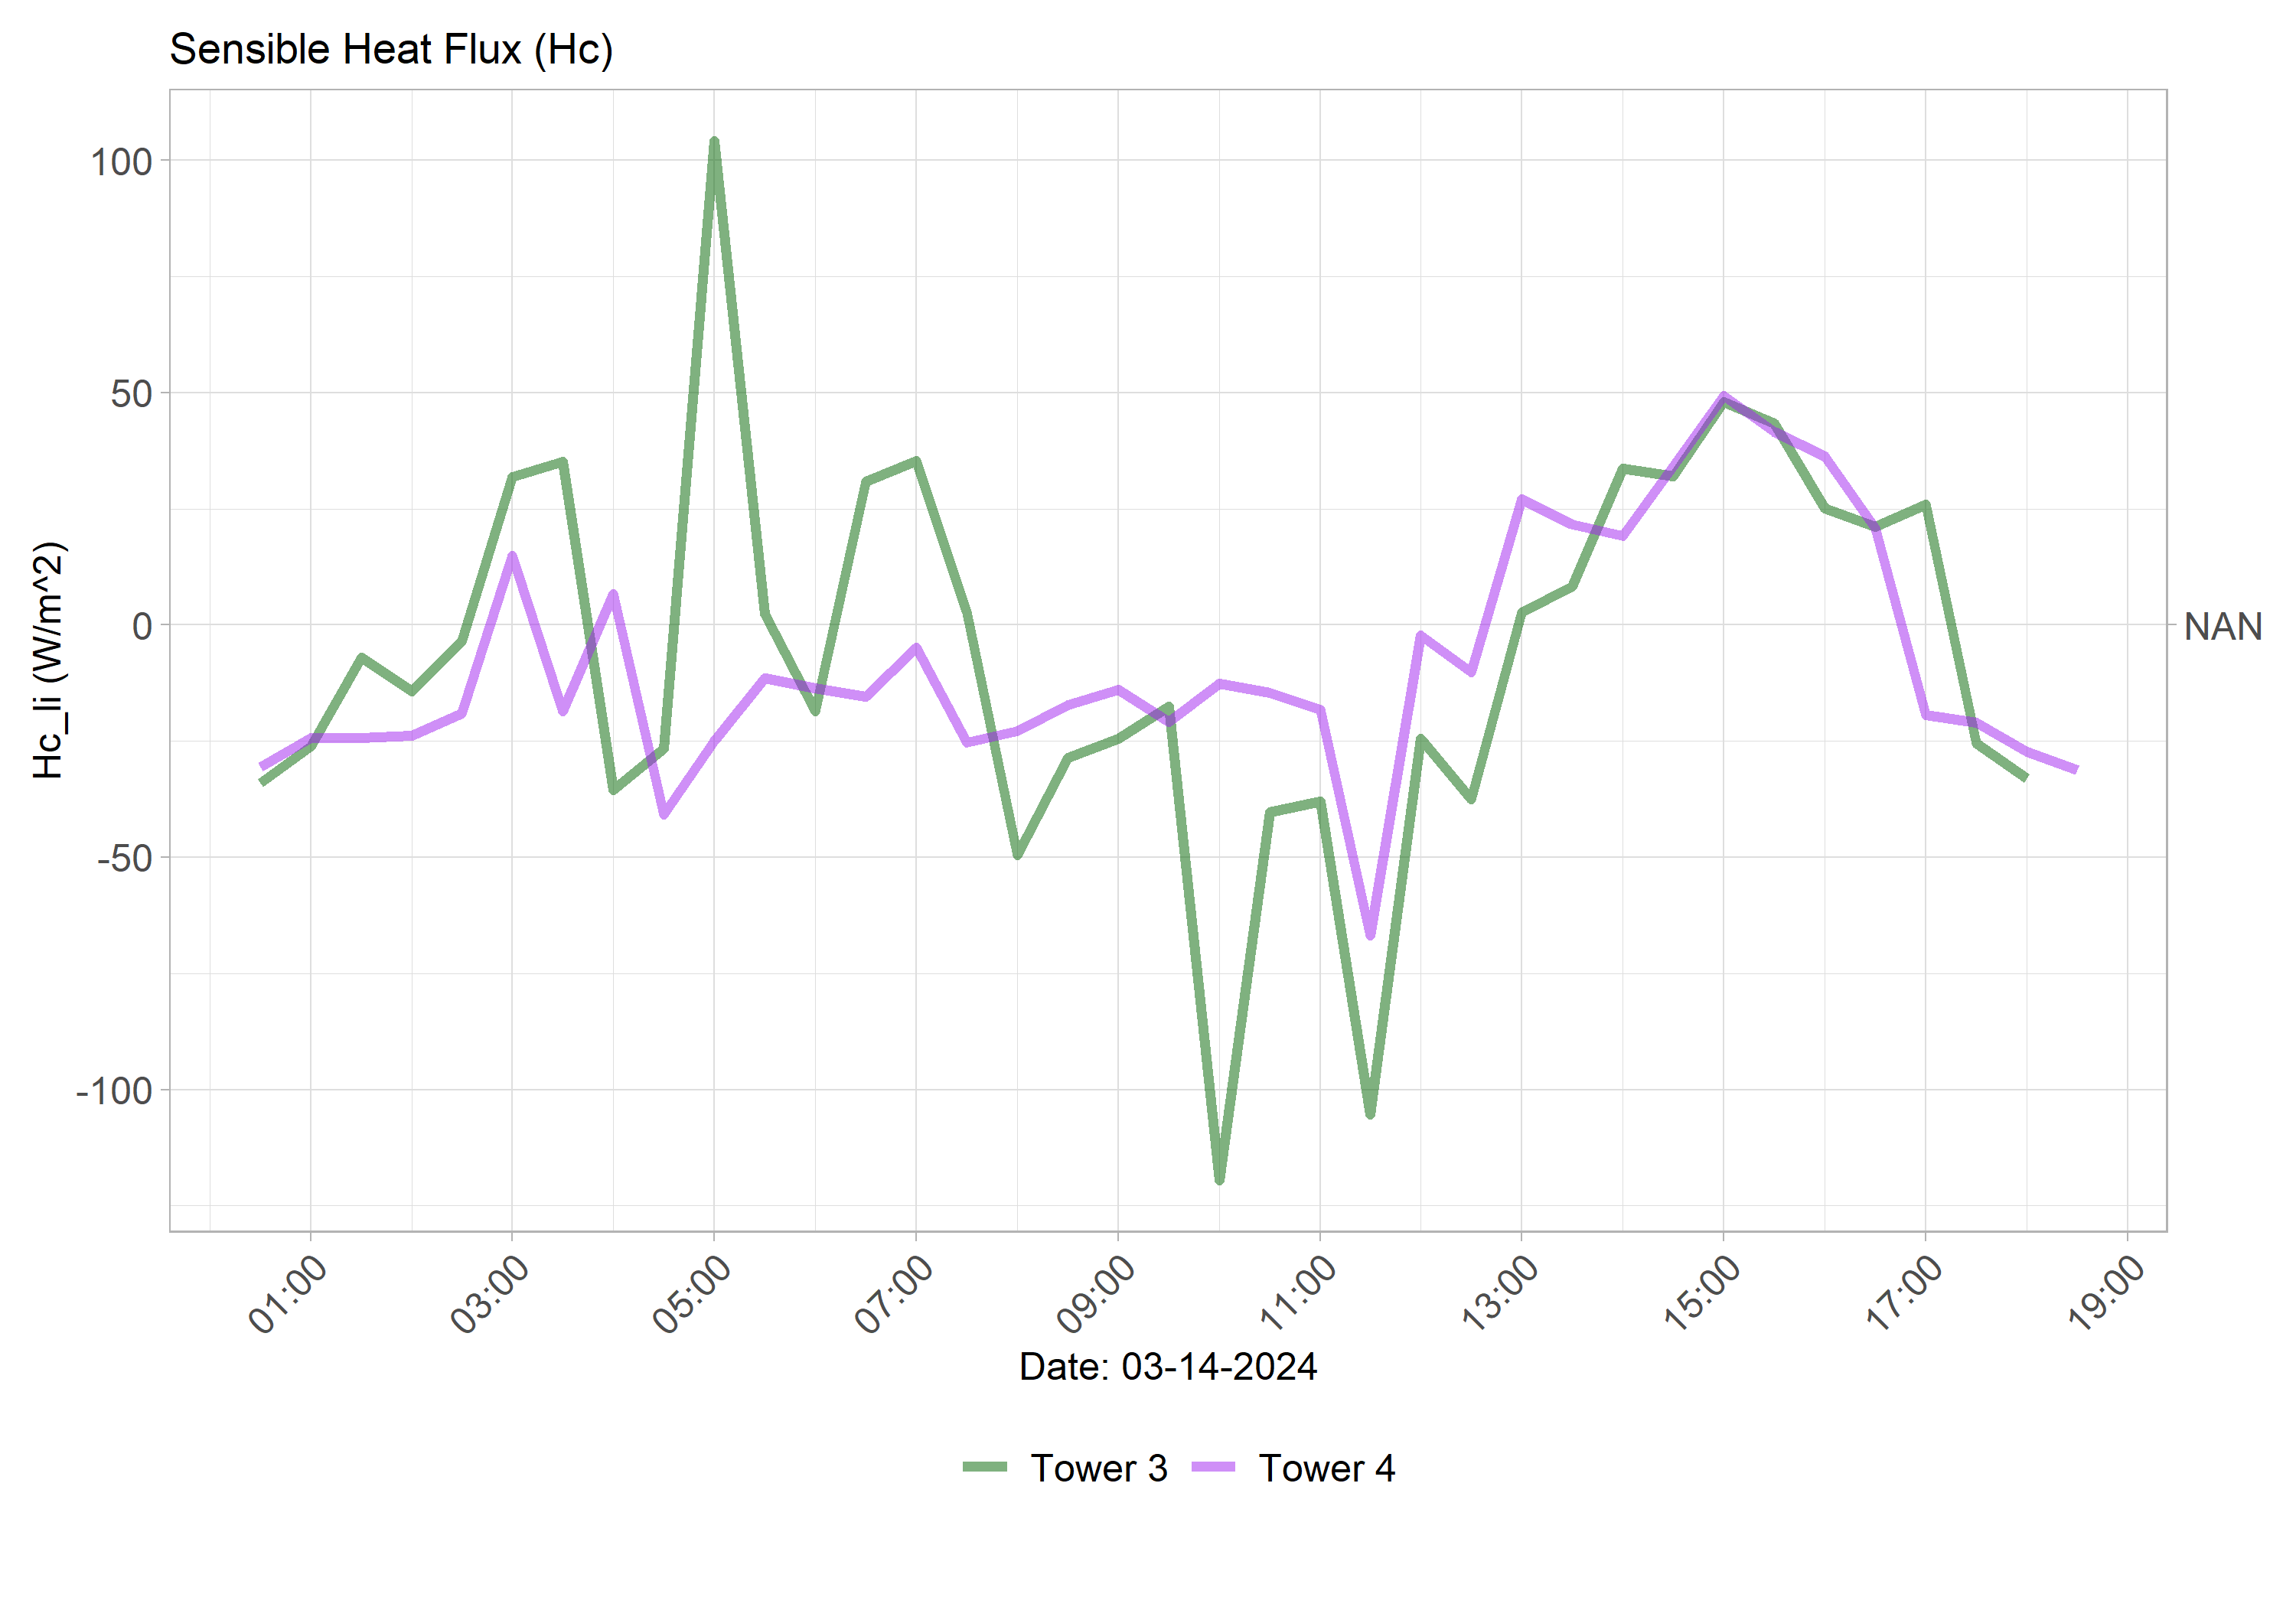 Sensible Heat Flux (Hc)
Hc_li (W/m^2)
100
50
0
-50
-100
NAN
01:00
03:00
05:00
07:00
09:00
11:00
13:00
15:00
17:00
19:00
Date: 03-14-2024
Tower 3
Tower 4